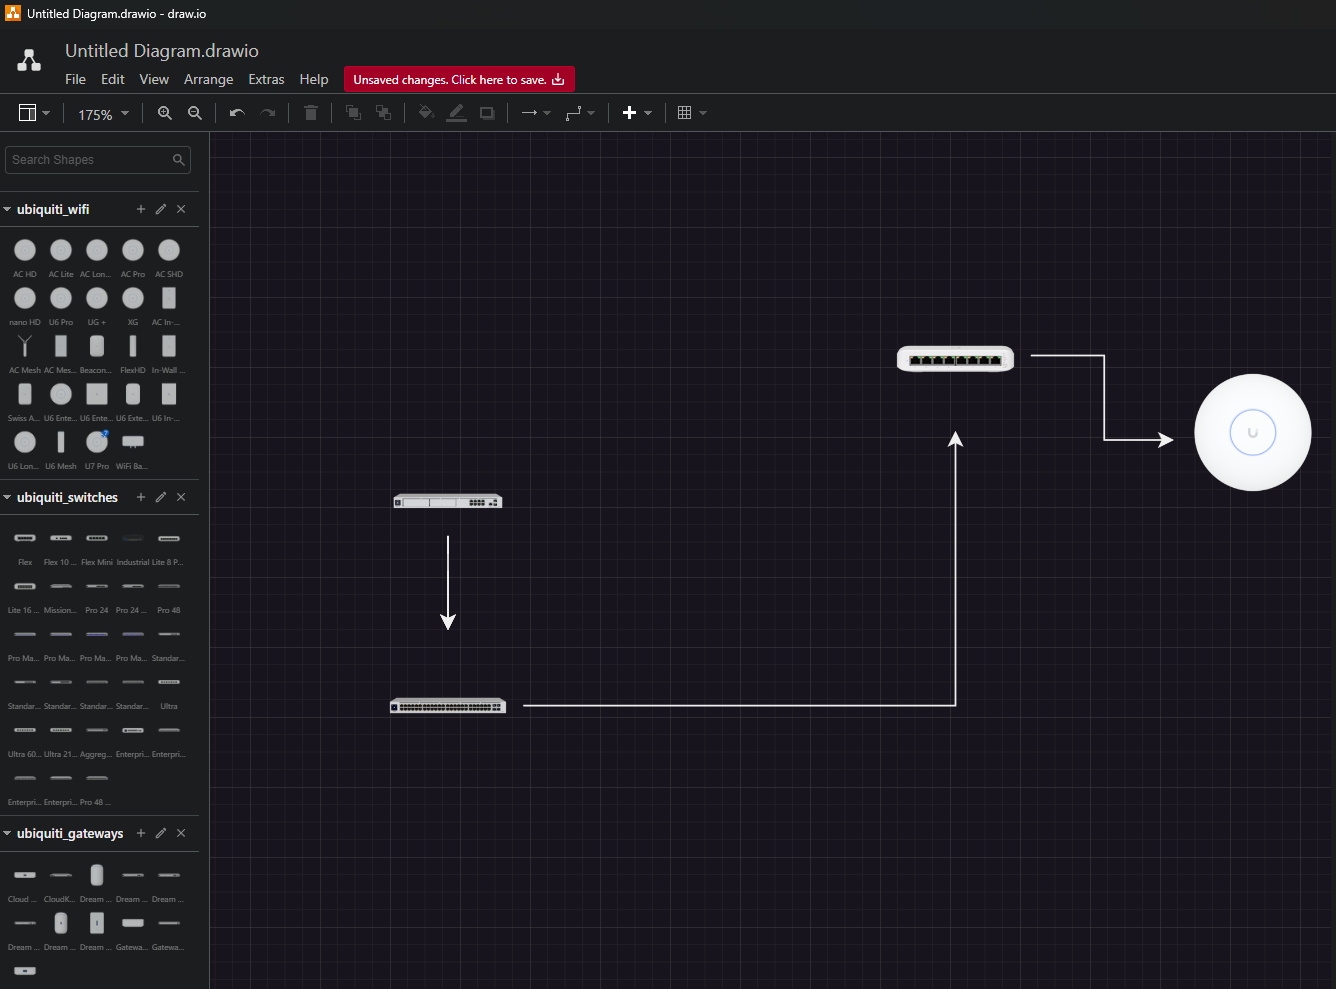 Untitled Diagram.drawio - draw.io
Untitled Diagram.drawio
File Edit View Arrange Extras Help Unsaved changes. Click here to save.
175%
Search Shapes
ubiquiti_wifi
AC HD AC Lite AC Lon... AC Pro AC SHD
nano HD U6 Pro UG + XG AC In-...
AC Mesh AC Mes... Beacon... FlexHD In-Wall ...
Swiss A... U6 Ente... U6 Ente... U6 Exte... U6 In-...
U6 Lon... U6 Mesh U7 Pro WiFi Ba...
ubiquiti_switches
Flex Flex 10 ... Flex Mini Industrial Lite 8 P...
Lite 16 ... Mission... Pro 24 Pro 24 ... Pro 48
Pro Ma... Pro Ma... Pro Ma... Pro Ma... Standar...
Standar... Standar... Standar... Standar... Ultra
Ultra 60... Ultra 21... Aggreg... Enterpri... Enterpri...
Enterpri... Enterpri... Pro 48 ...
ubiquiti_gateways
Cloud ... CloudK... Dream ... Dream ... Dream ...
Dream ... Dream ... Dream ... Gatewa... Gatewa...